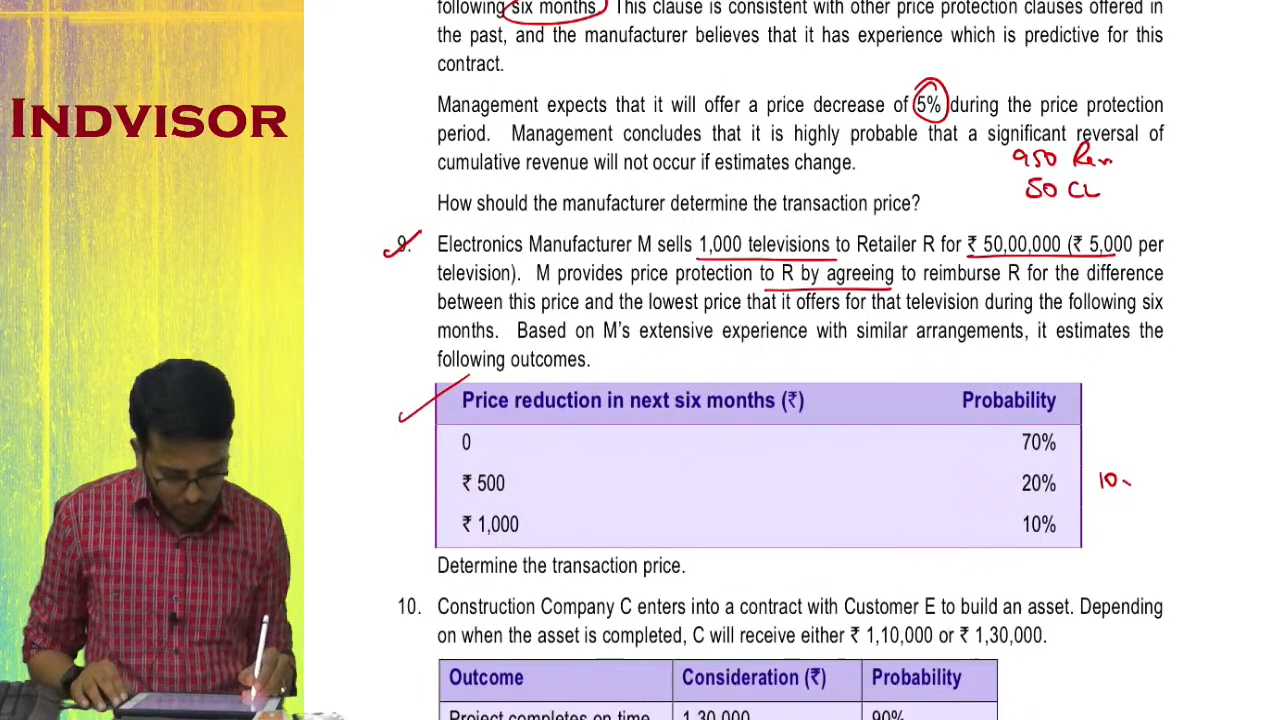 INDVISOR
following six months. This clause is consistent with other price protection clauses offered in
the past, and the manufacturer believes that it has experience which is predictive for this
contract.
Management expects that it will offer a price decrease of 5% during the price protection
period. Management concludes that it is highly probable that a significant reversal of
cumulative revenue will not occur if estimates change.
950 Rev
50 CL
How should the manufacturer determine the transaction price?
9. Electronics Manufacturer M sells 1,000 televisions to Retailer R for ₹ 50,00,000 (₹ 5,000 per
television). M provides price protection to R by agreeing to reimburse R for the difference
between this price and the lowest price that it offers for that television during the following six
months. Based on M's extensive experience with similar arrangements, it estimates the
following outcomes.
Price reduction in next six months (₹) Probability
0 70%
₹ 500 20% 10
₹ 1,000 10%
Determine the transaction price.
10. Construction Company C enters into a contract with Customer E to build an asset. Depending
on when the asset is completed, C will receive either ₹ 1,10,000 or ₹ 1,30,000.
Outcome Consideration (₹) Probability
Project completes on time 1,30,000 90%